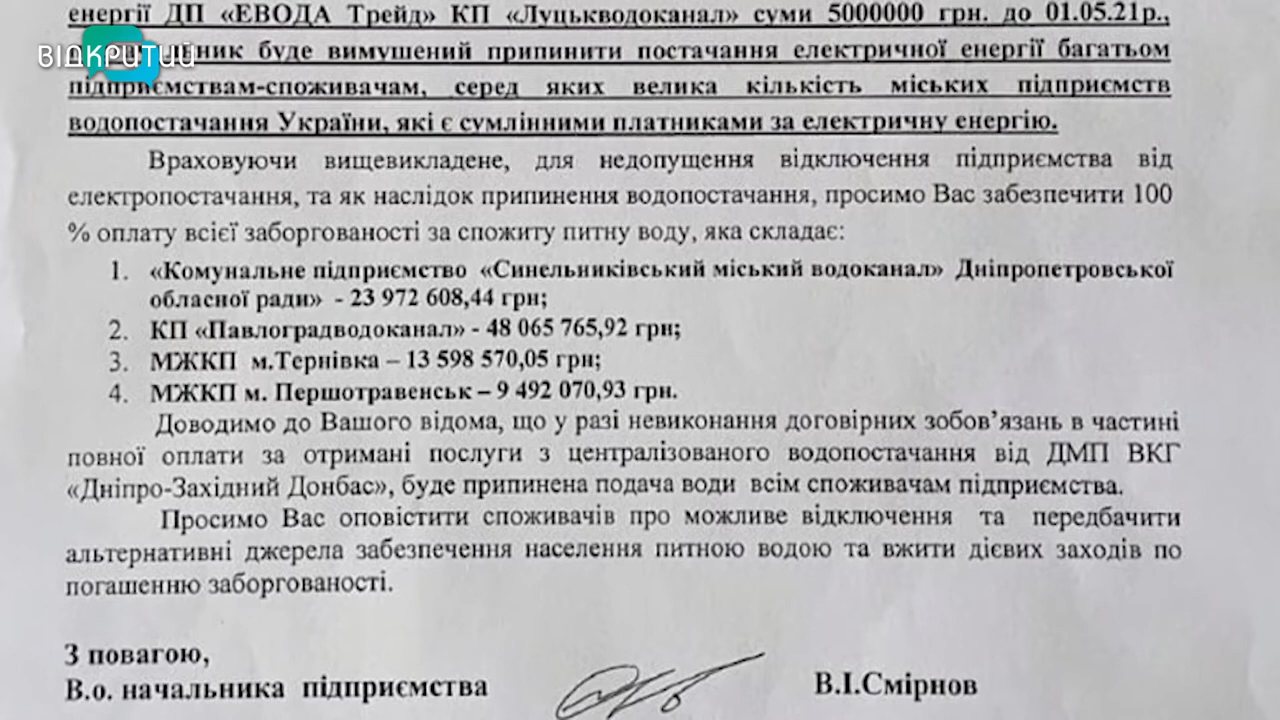 енергії ДП «ЕВОДА Трейд» КП «Луцькводоканал» суми 5000000 грн. до 01.05.21р.,
ВІДКРИТИЙ
буде вимушений припинити постачання електричної енергії багатьом
підприємствам-споживачам, серед яких велика кількість міських підприємств
водопостачання України, які є сумлінними платниками за електричну енергію.
Враховуючи вищевикладене, для недопущення відключення підприємства від
електропостачання, та як наслідок припинення водопостачання, просимо Вас забезпечити 100
% оплату всієї заборгованості за спожиту питну воду, яка складає:
1. «Комунальне підприємство «Синельниківський міський водоканал» Дніпропетровської
обласної ради» - 23 972 608,44 грн;
2. КП «Павлоградводоканал» - 48 065 765,92 грн;
3. МЖКП м.Тернівка – 13 598 570,05 грн;
4. МЖКП м. Першотравенськ – 9 492 070,93 грн.
Доводимо до Вашого відома, що у разі невиконання договірних зобов’язань в частині
повної оплати за отримані послуги з централізованого водопостачання від ДМП ВКГ
«Дніпро-Західний Донбас», буде припинена подача води всім споживачам підприємства.
Просимо Вас оповістити споживачів про можливе відключення та передбачити
альтернативні джерела забезпечення населення питною водою та вжити дієвих заходів по
погашенню заборгованості.
З повагою,
В.о. начальника підприємства В.І.Смірнов